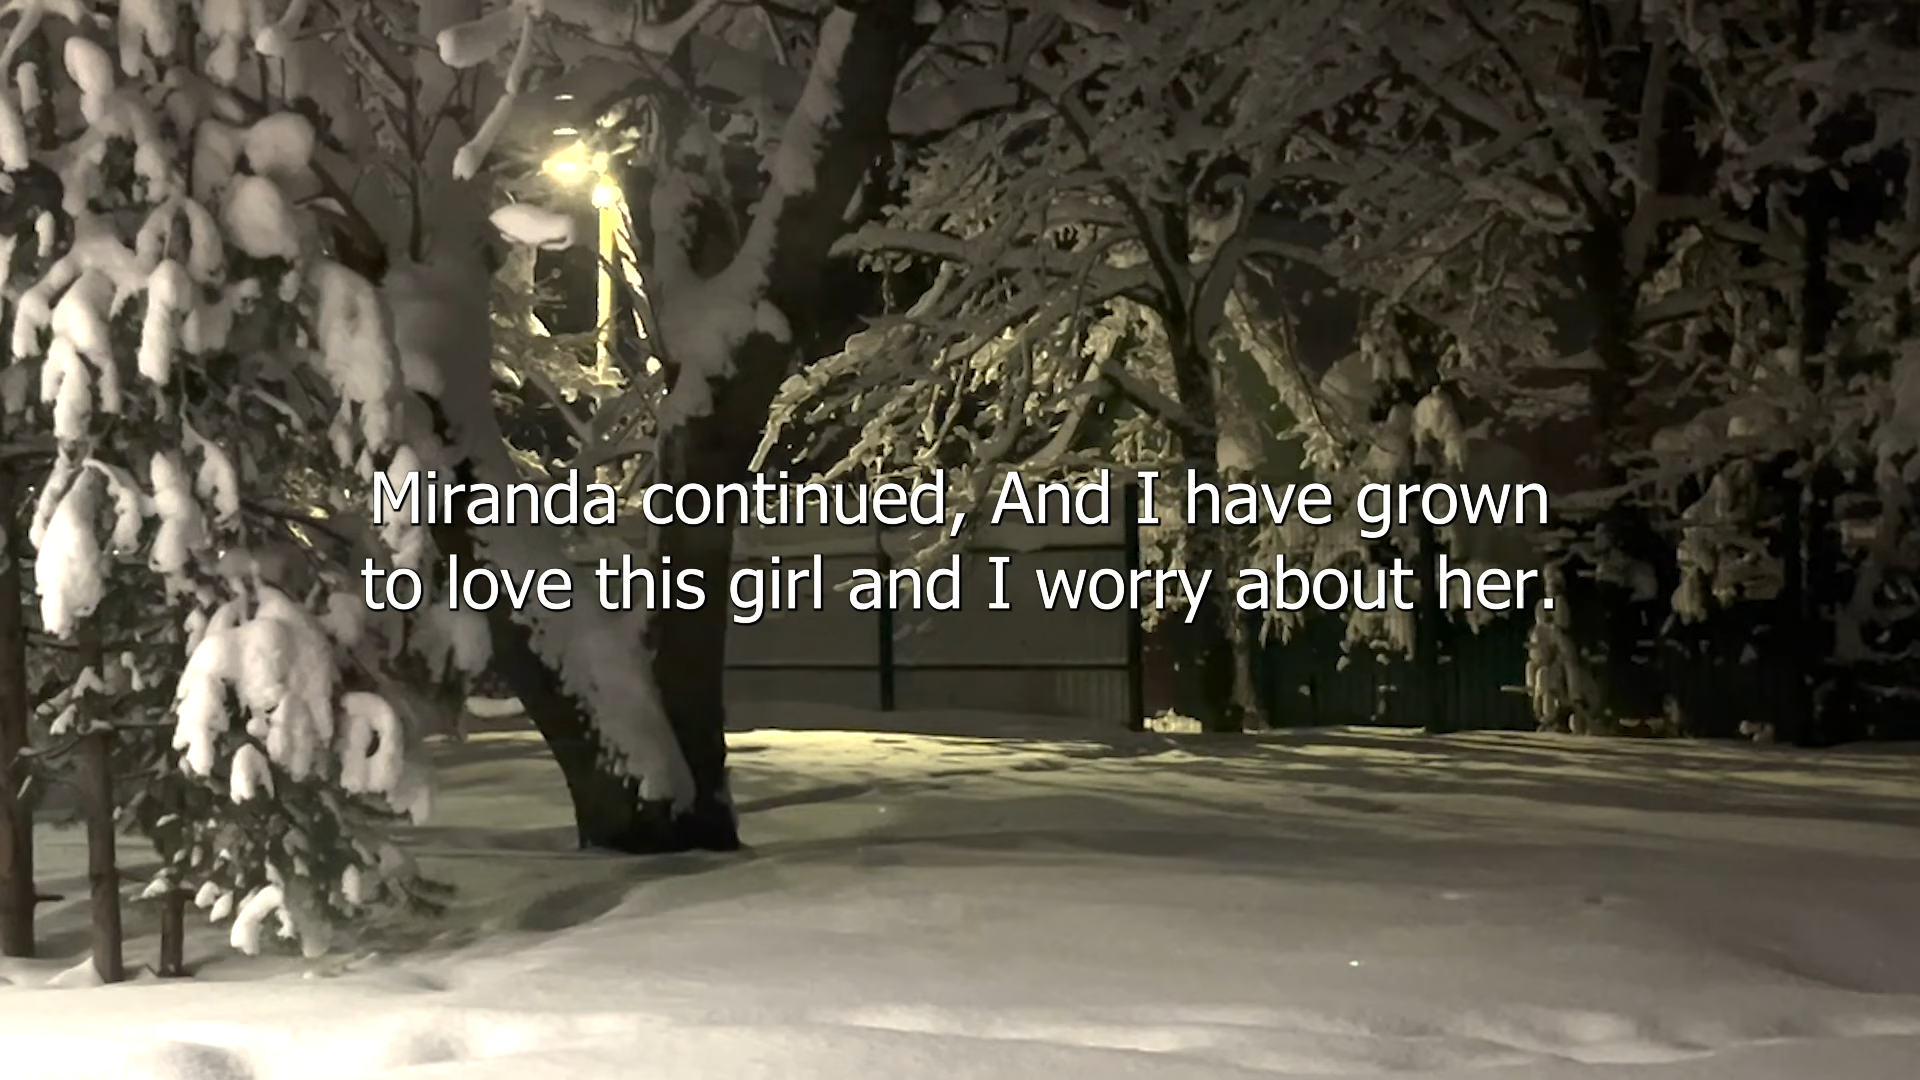 Miranda continued, And I have grown
to love this girl and I worry about her.